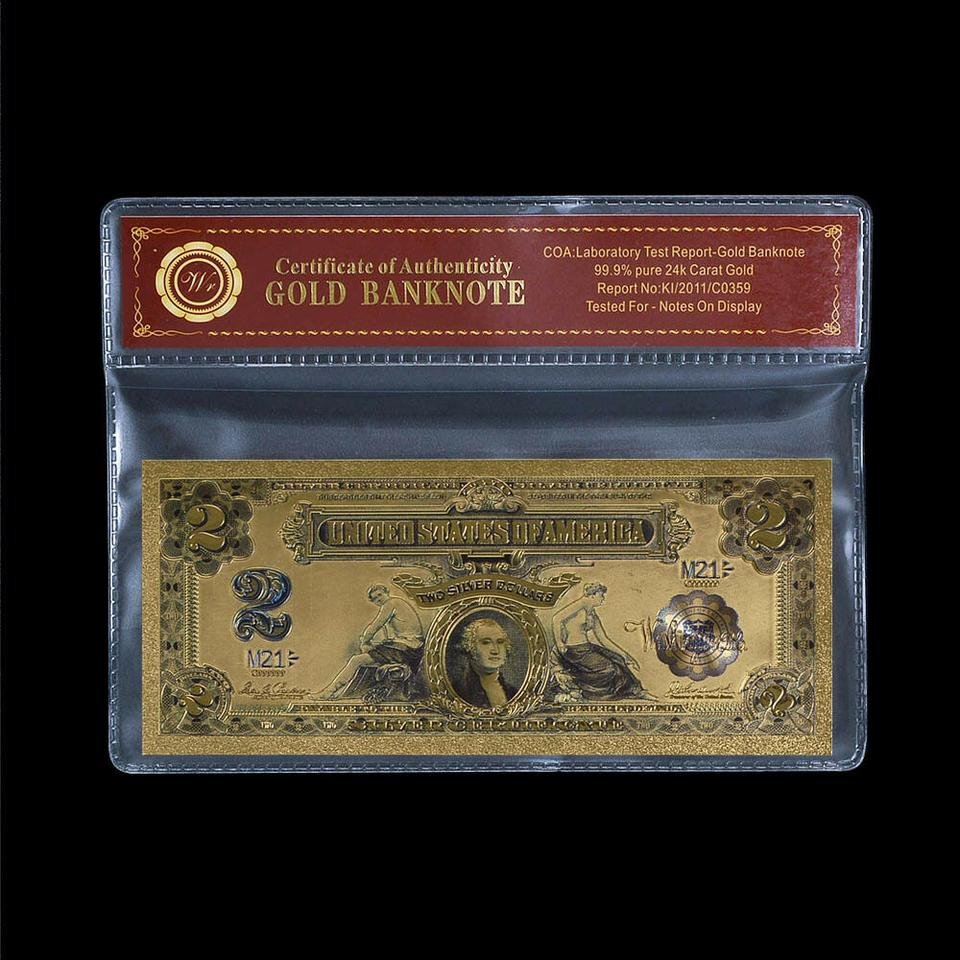 Wr
Certificate of Authenticity
GOLD BANKNOTE
COA:Laboratory Test Report-Gold Banknote
99.9% pure 24k Carat Gold
Report No:KI/2011/C0359
Tested For - Notes On Display
2
2
UNITED STATES OF AMERICA
2
TWO SILVER DOLLARS
M21
M21
2
2
SILVER CERTIFICATE